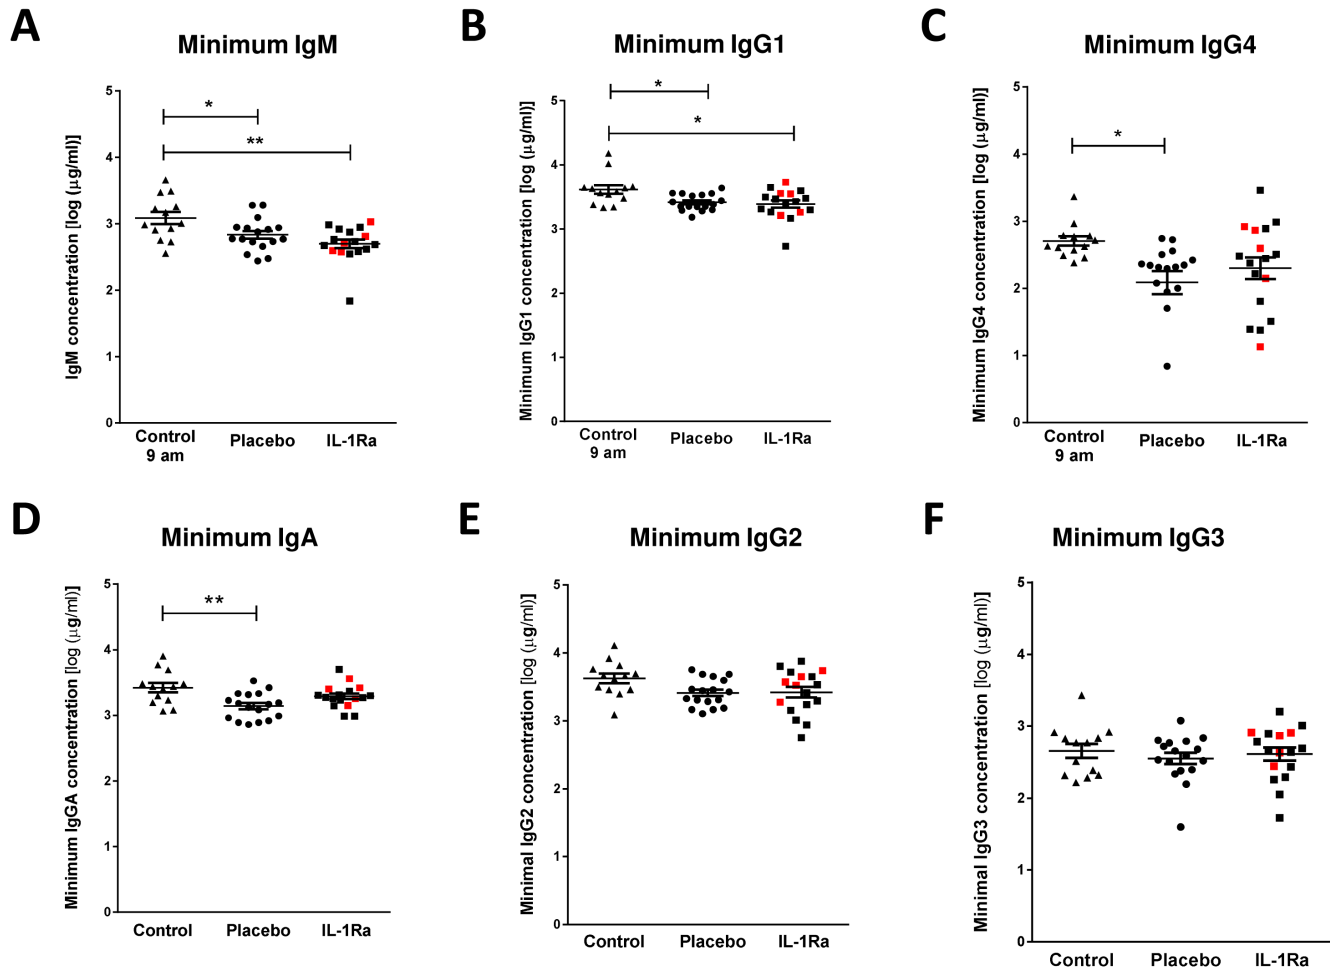 A
Minimum IgM
IgM concentration [log (µg/ml)]
5
4
3
2
1
0
*
**
Control
9 am
Placebo
IL-1Ra
B
Minimum IgG1
Minimum IgG1 concentration [log (µg/ml)]
5
4
3
2
1
0
*
*
Control
9 am
Placebo
IL-1Ra
C
Minimum IgG4
Minimum IgG4 concentration [log (µg/ml)]
5
4
3
2
1
0
*
Control
9 am
Placebo
IL-1Ra
D
Minimum IgA
Minimum IgGA concentration [log (µg/ml)]
5
4
3
2
1
0
**
Control
Placebo
IL-1Ra
E
Minimum IgG2
Minimal IgG2 concentration [log (µg/ml)]
5
4
3
2
1
0
Control
Placebo
IL-1Ra
F
Minimum IgG3
Minimal IgG3 concentration [log (µg/ml)]
5
4
3
2
1
0
Control
Placebo
IL-1Ra